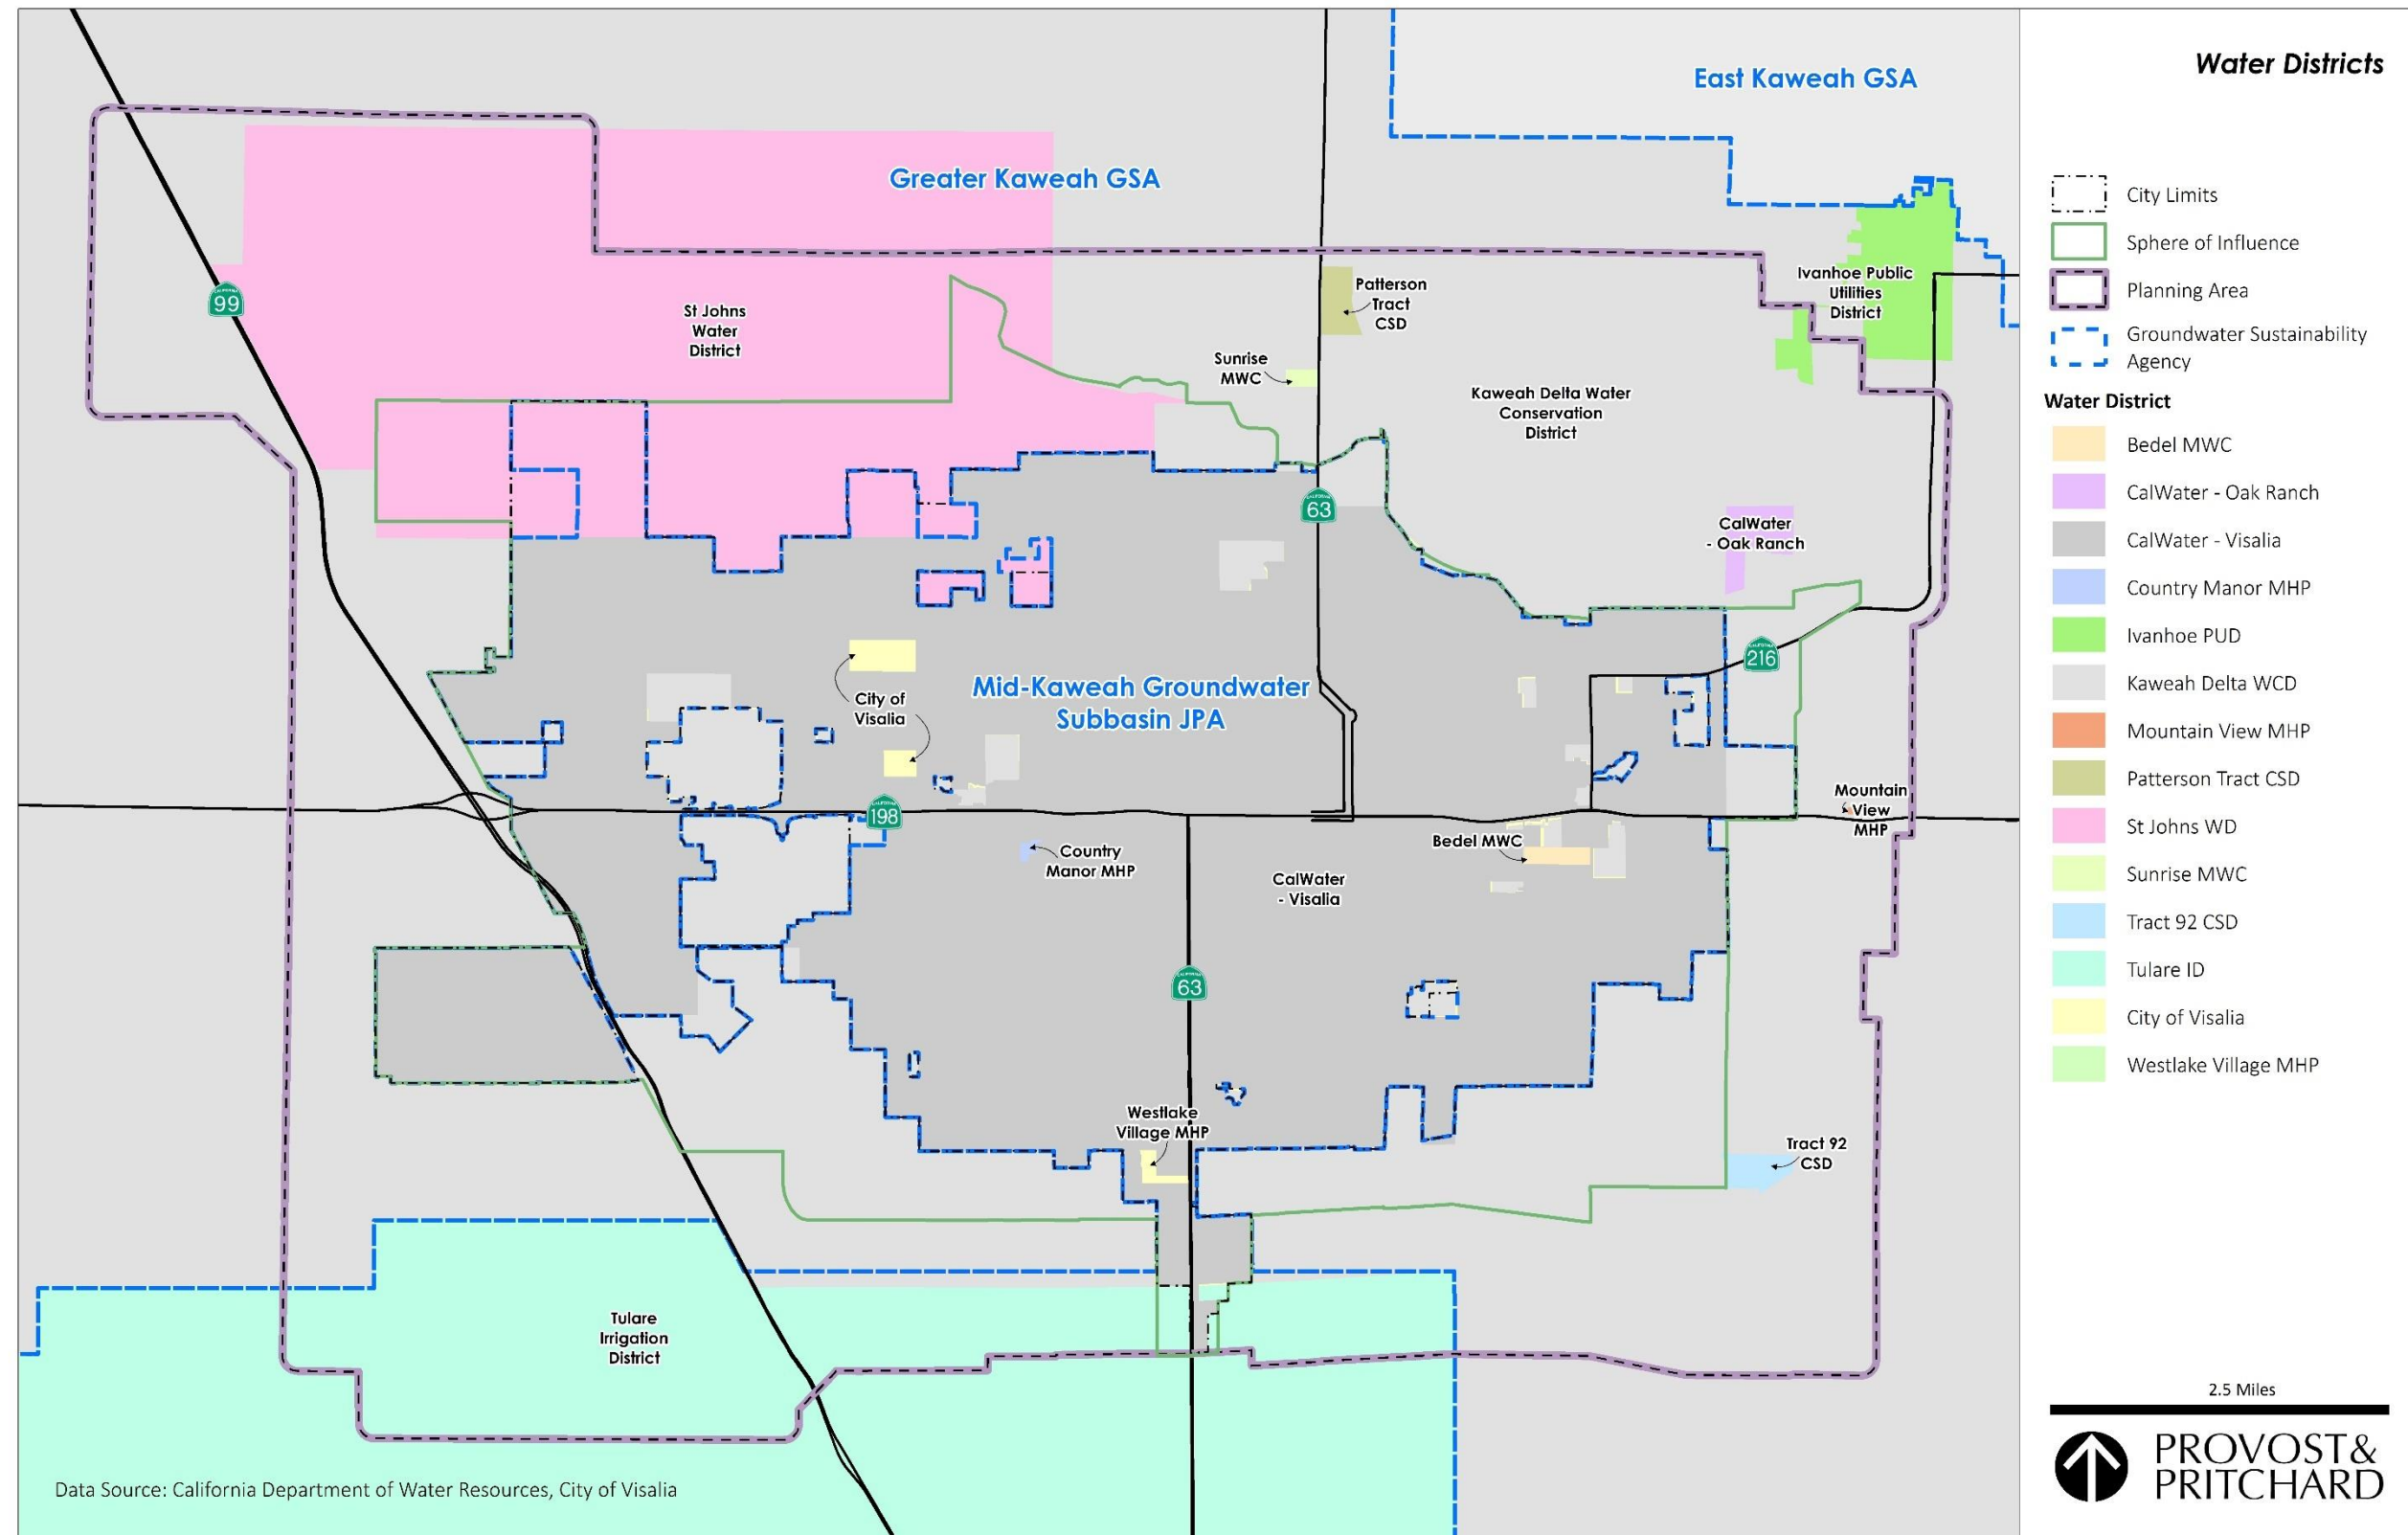 Water Districts
East Kaweah GSA
Greater Kaweah GSA
Ivanhoe Public
Utilities
District
Patterson
Tract
CSD
CALIFORNIA
99
St Johns
Water
District
Sunrise
MWC
Kaweah Delta Water
Conservation
District
CALIFORNIA
63
CalWater
- Oak Ranch
CALIFORNIA
216
City of
Visalia
Mid-Kaweah Groundwater
Subbasin JPA
CALIFORNIA
198
Mountain
View
MHP
Bedel MWC
Country
Manor MHP
CalWater
- Visalia
CALIFORNIA
63
Westlake
Village MHP
Tract 92
CSD
Tulare
Irrigation
District
Data Source: California Department of Water Resources, City of Visalia
City Limits
Sphere of Influence
Planning Area
Groundwater Sustainability
Agency
Water District
Bedel MWC
CalWater - Oak Ranch
CalWater - Visalia
Country Manor MHP
Ivanhoe PUD
Kaweah Delta WCD
Mountain View MHP
Patterson Tract CSD
St Johns WD
Sunrise MWC
Tract 92 CSD
Tulare ID
City of Visalia
Westlake Village MHP
2.5 Miles
PROVOST&
PRITCHARD